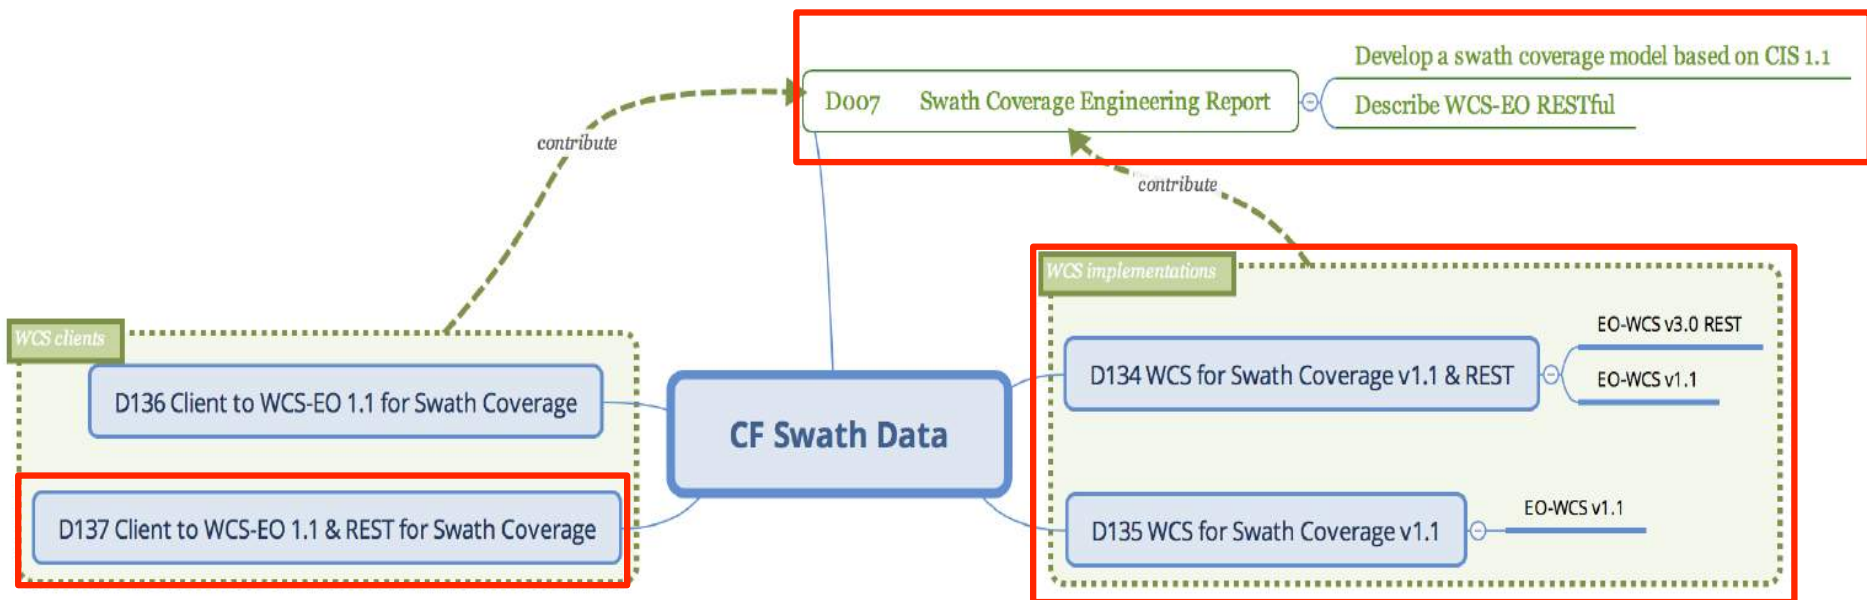 Develop a swath coverage model based on CIS 1.1
D007 Swath Coverage Engineering Report
Describe WCS-EO RESTful
contribute
contribute
WCS clients
D136 Client to WCS-EO 1.1 for Swath Coverage
D137 Client to WCS-EO 1.1 & REST for Swath Coverage
CF Swath Data
WCS implementations
D134 WCS for Swath Coverage v1.1 & REST
EO-WCS v3.0 REST
EO-WCS v1.1
D135 WCS for Swath Coverage v1.1
EO-WCS v1.1